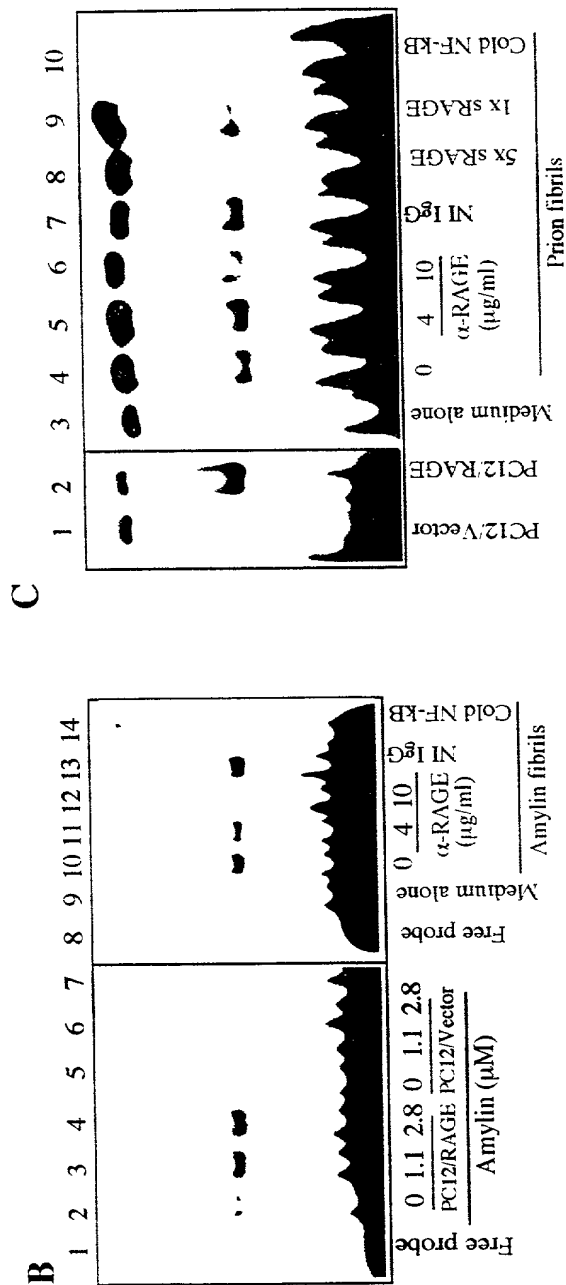 B
1 2 3 4 5 6 7 8 9 10 11 12 13 14
Free probe
0 1.1 2.8 0 1.1 2.8
PC12/RAGE PC12/Vector
Amylin (μM)
Free probe
Medium alone
0 4 10
α-RAGE
(μg/ml)
NI IgG
Cold NF-kB
Amylin fibrils
C
1 2 3 4 5 6 7 8 9 10
PC12/Vector
PC12/RAGE
Medium alone
0 4 10
α-RAGE
(μg/ml)
NI IgG
5x sRAGE
1x sRAGE
Cold NF-kB
Prion fibrils